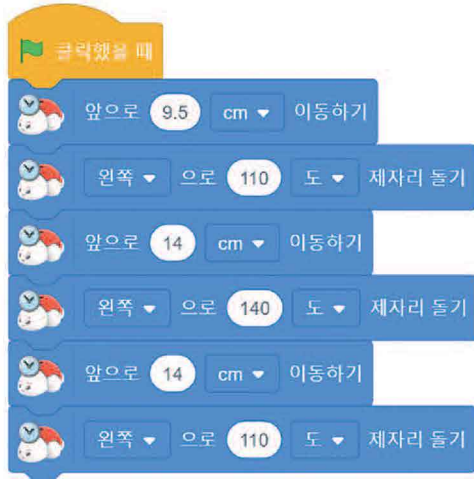 클릭했을 때
앞으로 9.5 cm 이동하기
왼쪽 으로 110 도 제자리 돌기
앞으로 14 cm 이동하기
왼쪽 으로 140 도 제자리 돌기
앞으로 14 cm 이동하기
왼쪽 으로 110 도 제자리 돌기